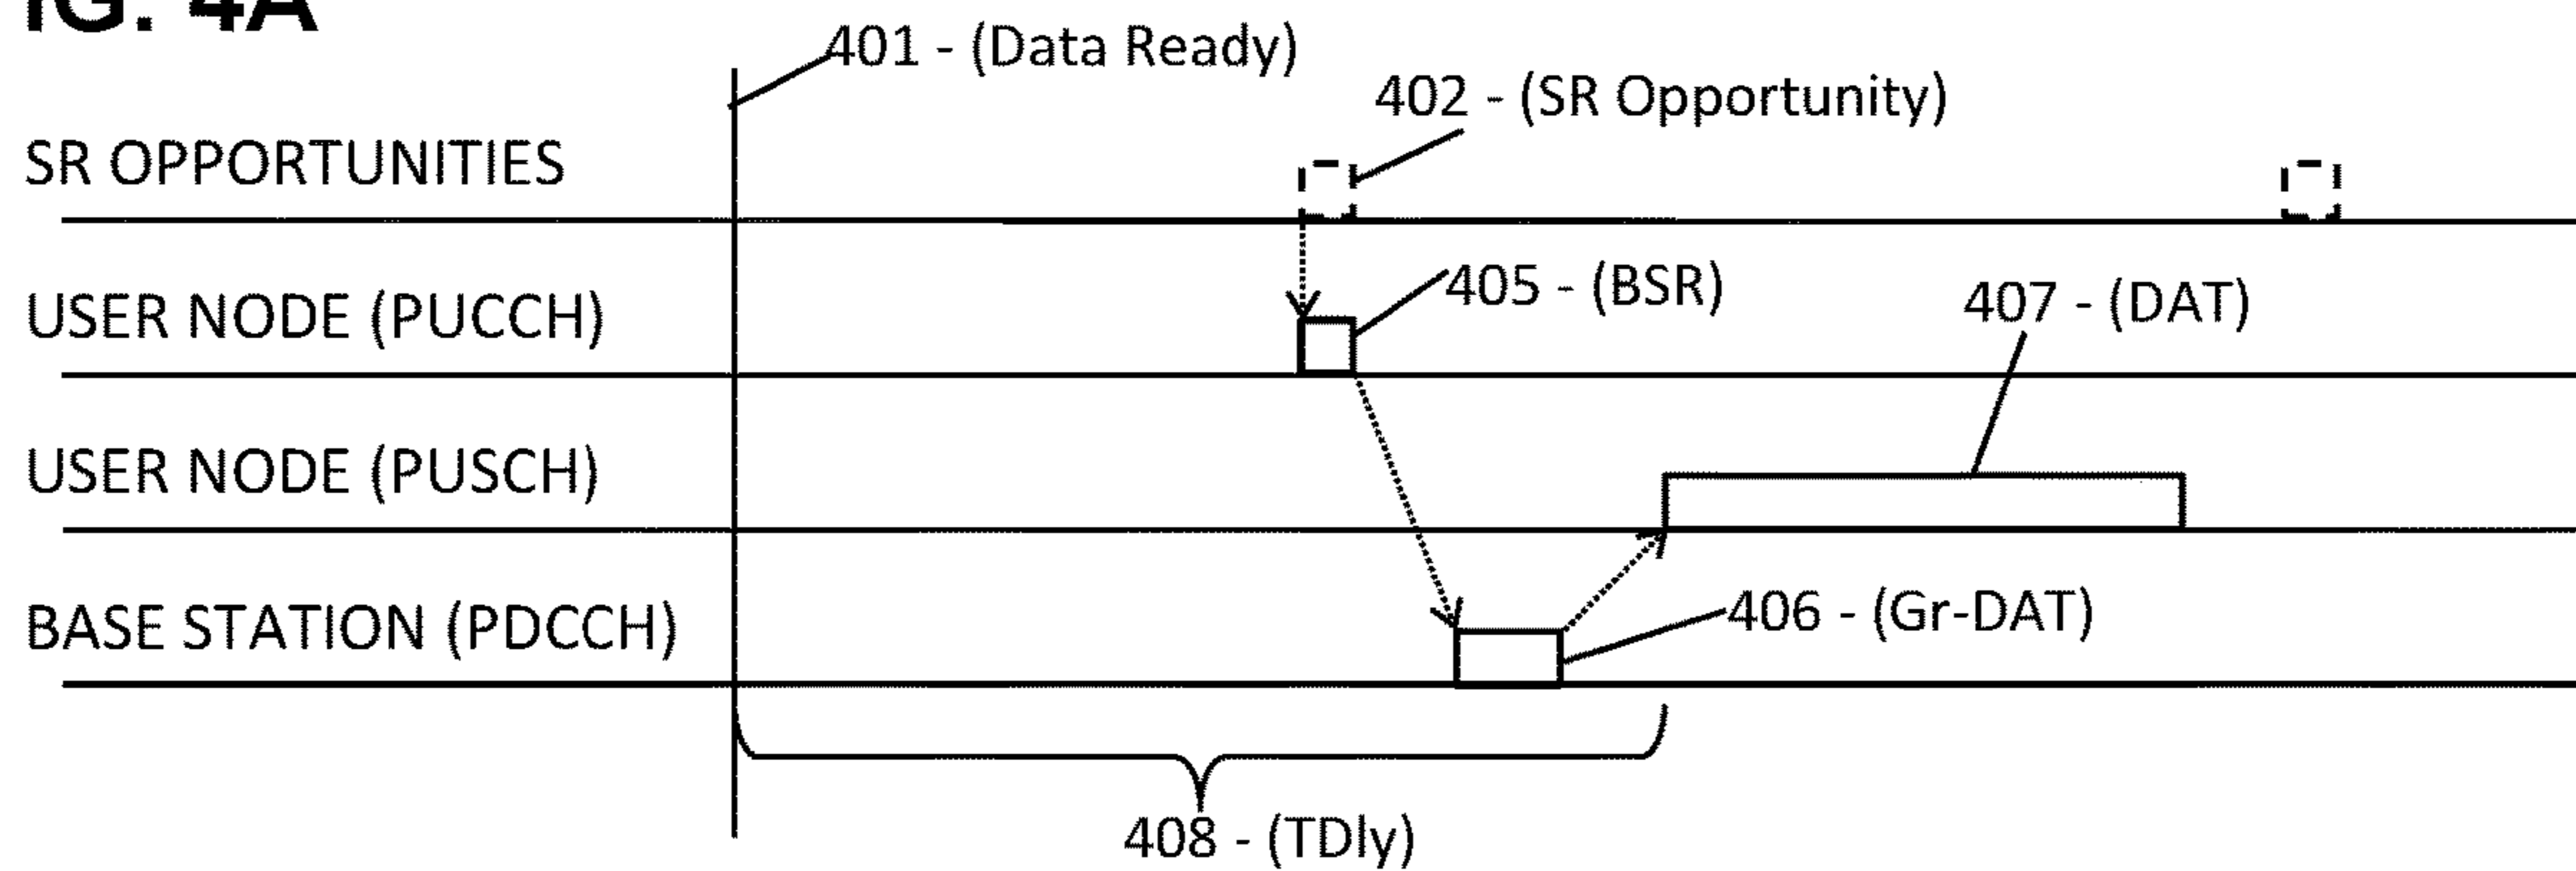 IG. 4A
401 - (Data Ready)
402 - (SR Opportunity)
SR OPPORTUNITIES
405 - (BSR)
USER NODE (PUCCH)
407 - (DAT)
USER NODE (PUSCH)
406 - (Gr-DAT)
BASE STATION (PDCCH)
408 - (TDly)